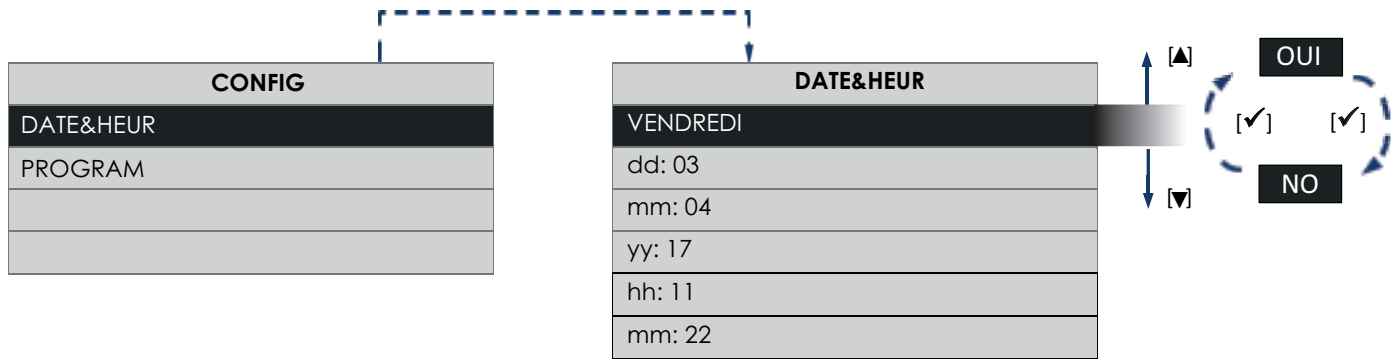 CONFIG
DATE&HEUR
PROGRAM
DATE&HEUR
VENDREDI
dd: 03
mm: 04
yy: 17
hh: 11
mm: 22
[▲]
[▼]
OUI
[✓] [✓]
NO